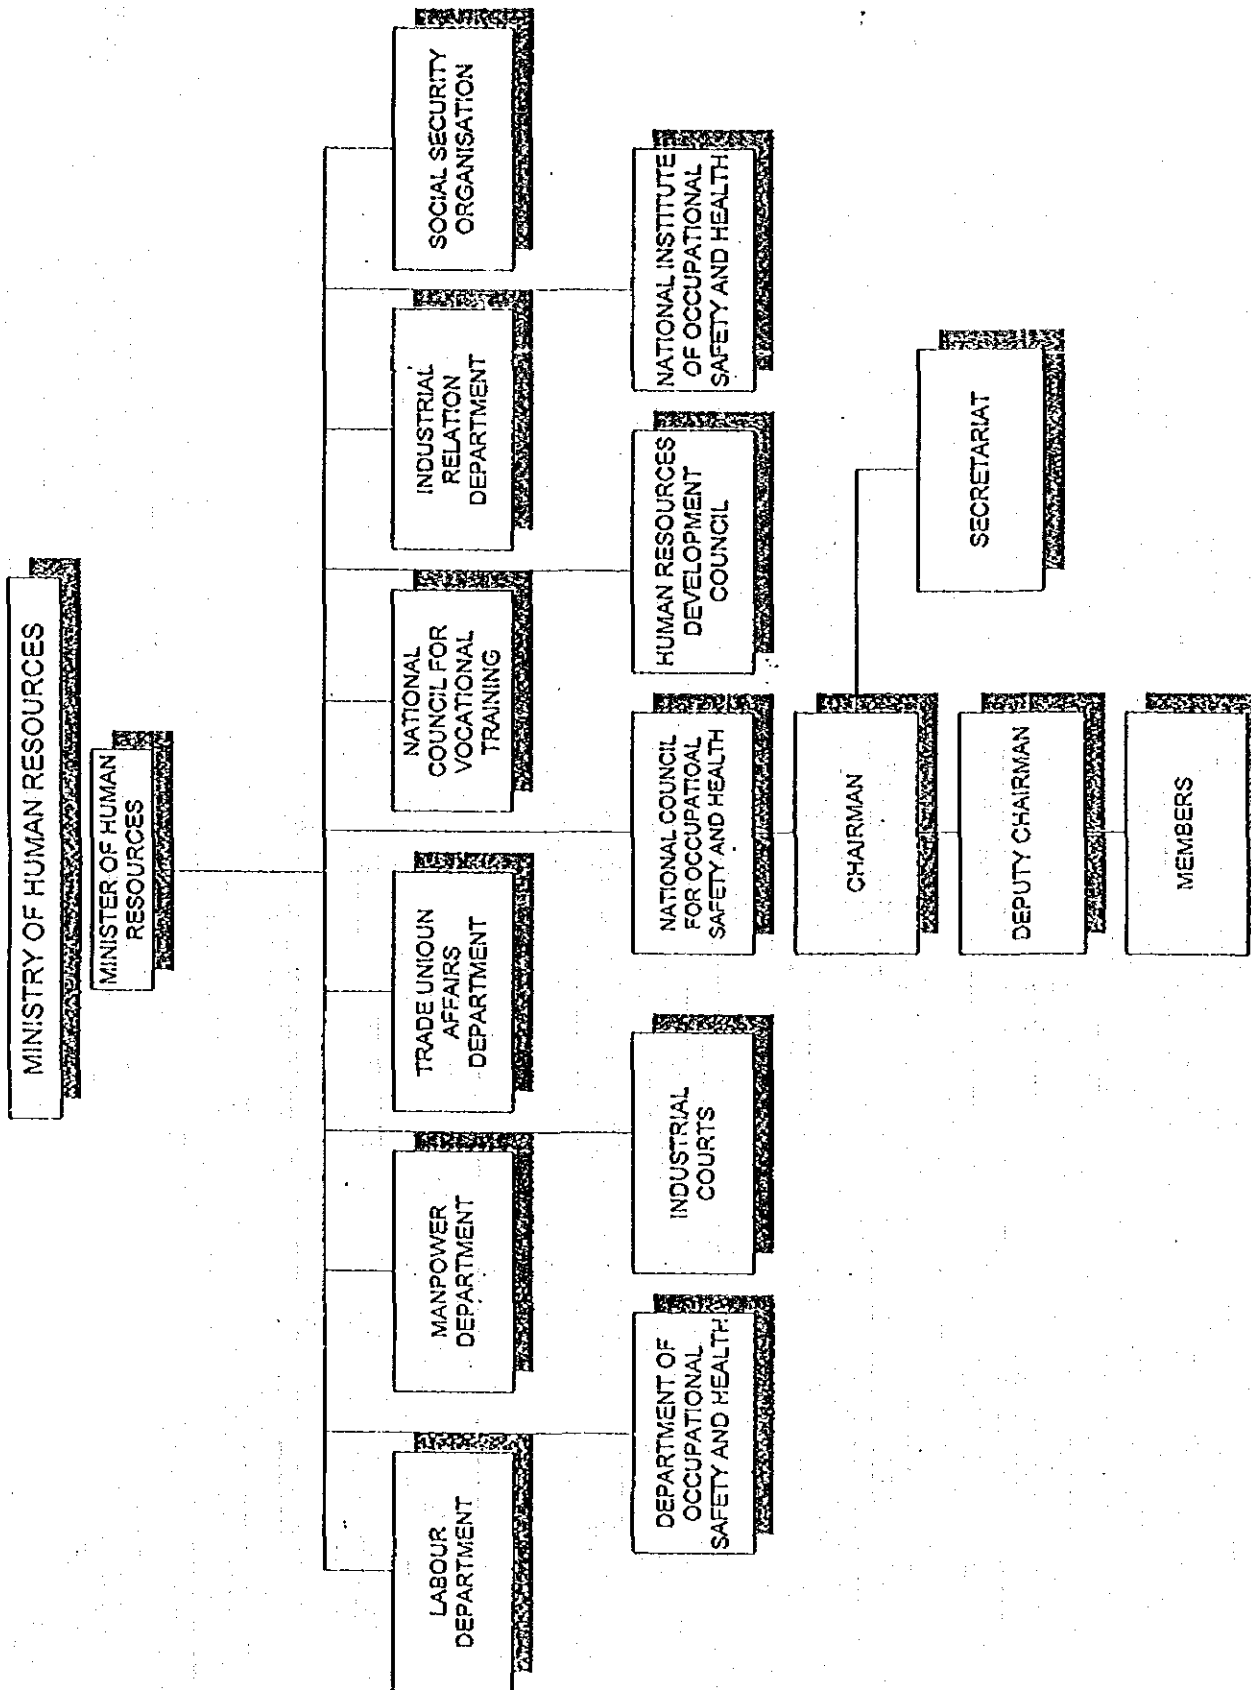 MINISTRY OF HUMAN RESOURCES
MINISTER OF HUMAN
RESOURCES
LABOUR
DEPARTMENT
MANPOWER
DEPARTMENT
TRADE UNIOUN
AFFAIRS
DEPARTMENT
NATIONAL
COUNCIL FOR
VOCATIONAL
TRAINING
INDUSTRIAL
RELATION
DEPARTMENT
SOCIAL SECURITY
ORGANISATION
DEPARTMENT OF
OCCUPATIONAL
SAFETY AND HEALTH
INDUSTRIAL
COURTS
NATIONAL COUNCIL
FOR OCCUPATIOAL
SAFETY AND HEALTH
HUMAN RESOURCES
DEVELOPMENT
COUNCIL
NATIONAL INSTITUTE
OF OCCUPATIONAL
SAFETY AND HEALTH
CHAIRMAN
SECRETARIAT
DEPUTY CHAIRMAN
MEMBERS